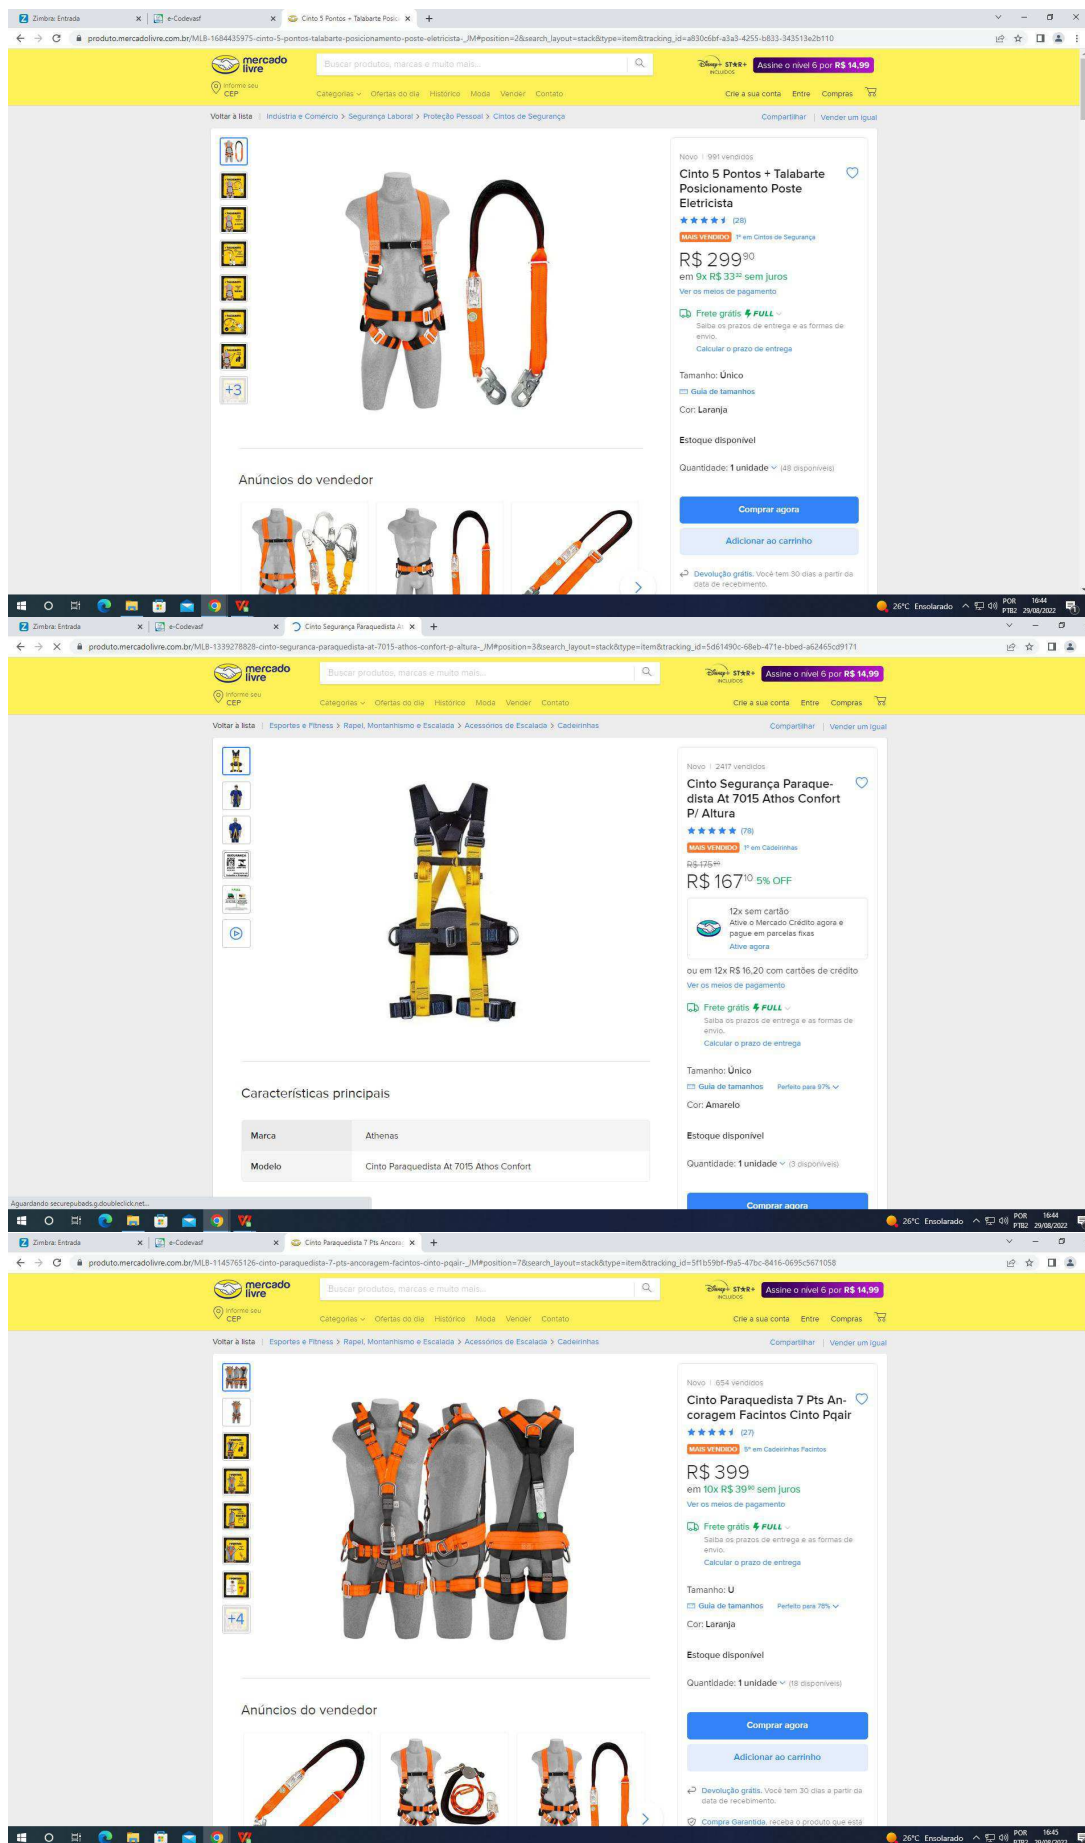 Zimbra: Entrada
e-Codevasf
Cinto 5 Pontos + Talabarte Posic
produto.mercadolivre.com.br/MLB-1684435975-cinto-5-pontos-talabarte-posicionamento-poste-eletricista-_JM#position=2&search_layout=stack&type=item&tracking_id=a830c6bf-a3a3-4255-b833-343513e2b110
mercado
livre
Buscar produtos, marcas e muito mais...
Disney+ STAR+
INCLUÍDOS
Assine o nível 6 por R$ 14,99
Informe seu
CEP
Categorias Ofertas do dia Histórico Moda Vender Contato
Crie a sua conta Entre Compras
Voltar à lista | Indústria e Comércio > Segurança Laboral > Proteção Pessoal > Cintos de Segurança
Compartilhar | Vender um igual
Novo | 991 vendidos
Cinto 5 Pontos + Talabarte
Posicionamento Poste
Eletricista
(28)
MAIS VENDIDO 1º em Cintos de Segurança
R$ 299 90
em 9x R$ 33 32 sem juros
Ver os meios de pagamento
Frete grátis FULL
Saiba os prazos de entrega e as formas de
envio.
Calcular o prazo de entrega
Tamanho: Único
Guia de tamanhos
+3
Cor: Laranja
Estoque disponível
Quantidade: 1 unidade (48 disponíveis)
Anúncios do vendedor
Comprar agora
Adicionar ao carrinho
Devolução grátis. Você tem 30 dias a partir da
data de recebimento.
26°C Ensolarado
POR
PTB2
16:44
29/08/2022
Zimbra: Entrada
e-Codevasf
Cinto Segurança Paraquedista At
produto.mercadolivre.com.br/MLB-1339278828-cinto-seguranca-paraquedista-at-7015-athos-confort-p-altura-_JM#position=3&search_layout=stack&type=item&tracking_id=5d61490c-68eb-471e-bbed-a62465cd9171
mercado
livre
Buscar produtos, marcas e muito mais...
Disney+ STAR+
INCLUÍDOS
Assine o nível 6 por R$ 14,99
Informe seu
CEP
Categorias Ofertas do dia Histórico Moda Vender Contato
Crie a sua conta Entre Compras
Voltar à lista | Esportes e Fitness > Rapel, Montanhismo e Escalada > Acessórios de Escalada > Cadeirinhas
Compartilhar | Vender um igual
Novo | 2417 vendidos
Cinto Segurança Paraque-
dista At 7015 Athos Confort
P/ Altura
(78)
MAIS VENDIDO 1º em Cadeirinhas
R$ 167 10 5% OFF
12x sem cartão
Ative o Mercado Crédito agora e
pague em parcelas fixas
Ative agora
ou em 12x R$ 16,20 com cartões de crédito
Ver os meios de pagamento
Frete grátis FULL
Saiba os prazos de entrega e as formas de
envio.
Calcular o prazo de entrega
Tamanho: Único
Guia de tamanhos Perfeito para 97%
Características principais
Cor: Amarelo
Marca Athenas
Estoque disponível
Modelo Cinto Paraquedista At 7015 Athos Confort
Quantidade: 1 unidade (3 disponíveis)
Comprar agora
Aguardando securepubads.g.doubleclick.net...
26°C Ensolarado
POR
PTB2
16:44
29/08/2022
Zimbra: Entrada
e-Codevasf
Cinto Paraquedista 7 Pts Ancora
produto.mercadolivre.com.br/MLB-1145765126-cinto-paraquedista-7-pts-ancoragem-facintos-cinto-pqair-_JM#position=7&search_layout=stack&type=item&tracking_id=5f1b59bf-f9a5-47bc-8416-0695c5671058
mercado
livre
Buscar produtos, marcas e muito mais...
Disney+ STAR+
INCLUÍDOS
Assine o nível 6 por R$ 14,99
Informe seu
CEP
Categorias Ofertas do dia Histórico Moda Vender Contato
Crie a sua conta Entre Compras
Voltar à lista | Esportes e Fitness > Rapel, Montanhismo e Escalada > Acessórios de Escalada > Cadeirinhas
Compartilhar | Vender um igual
Novo | 654 vendidos
Cinto Paraquedista 7 Pts An-
coragem Facintos Cinto Pqair
(27)
MAIS VENDIDO 5º em Cadeirinhas Facintos
R$ 399
em 10x R$ 39 90 sem juros
Ver os meios de pagamento
Frete grátis FULL
Saiba os prazos de entrega e as formas de
envio.
Calcular o prazo de entrega
Tamanho: U
Guia de tamanhos Perfeito para 78%
+4
Cor: Laranja
Estoque disponível
Quantidade: 1 unidade (18 disponíveis)
Anúncios do vendedor
Comprar agora
Adicionar ao carrinho
Devolução grátis. Você tem 30 dias a partir da
data de recebimento.
Compra Garantida, receba o produto que está
26°C Ensolarado
POR
PTB2
16:45
29/08/2022